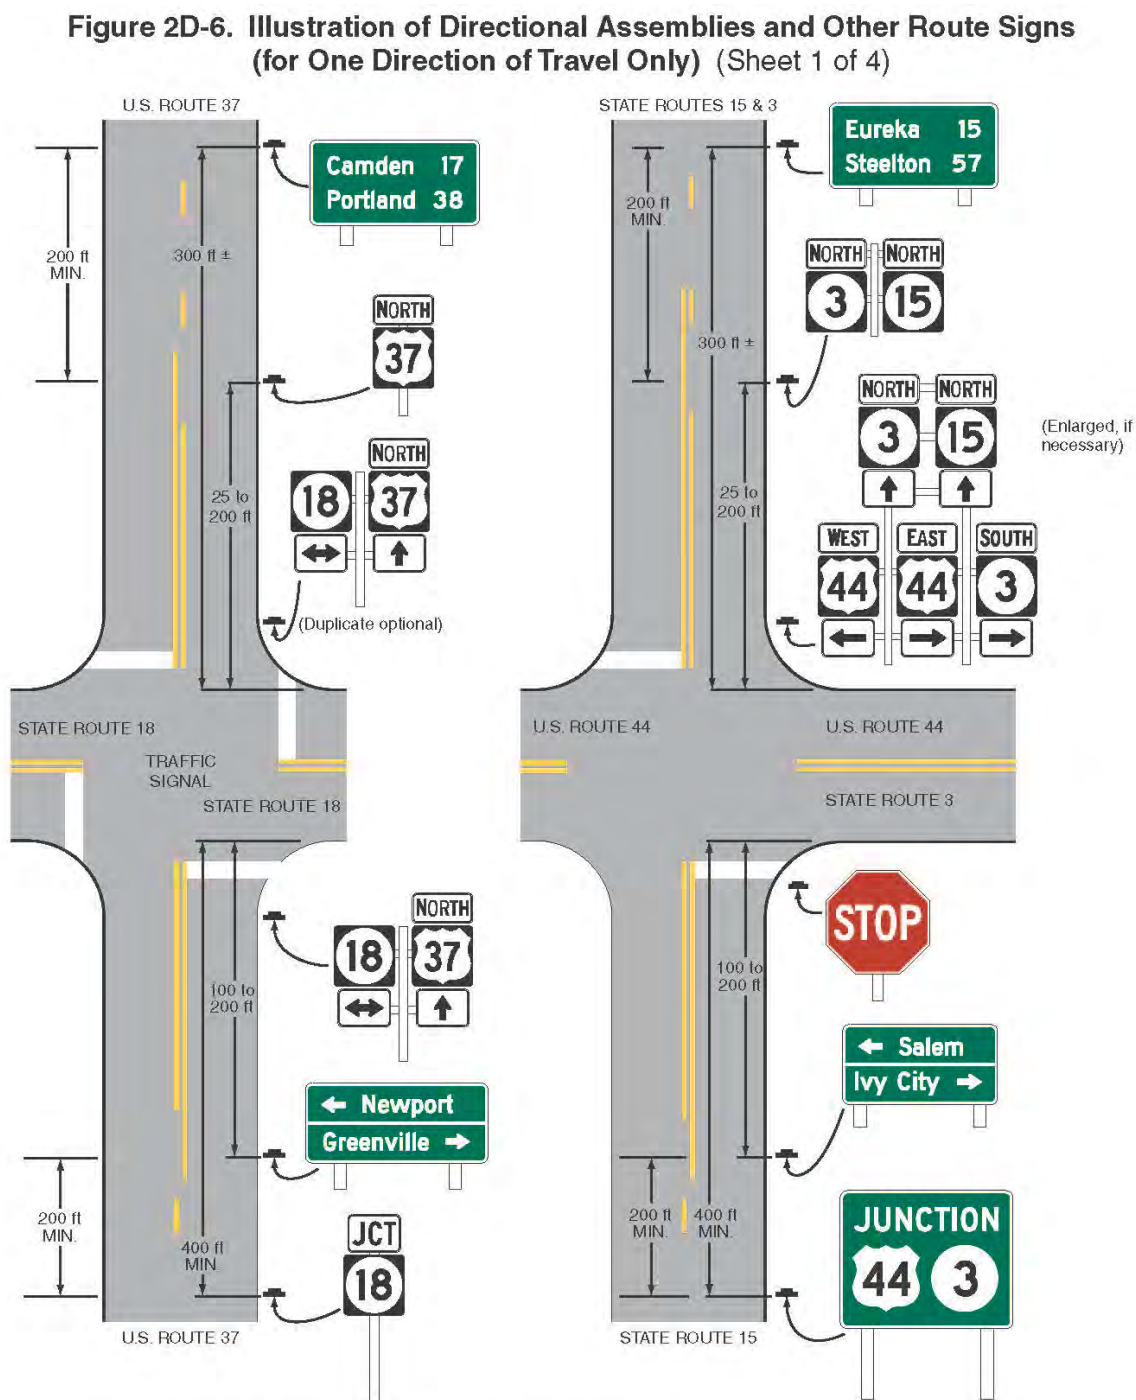 Figure 2D-6. Illustration of Directional Assemblies and Other Route Signs
(for One Direction of Travel Only) (Sheet 1 of 4)
U.S. ROUTE 37
Camden 17
Portland 38
200 ft
MIN.
300 ft ±
NORTH
37
25 to
200 ft
NORTH
18
37
(Duplicate optional)
STATE ROUTE 18
TRAFFIC
SIGNAL
STATE ROUTE 18
NORTH
18
37
100 to
200 ft
Newport
Greenville
200 ft
MIN.
400 ft
MIN.
JCT
18
U.S. ROUTE 37
STATE ROUTES 15 & 3
Eureka 15
Steelton 57
200 ft
MIN.
NORTH NORTH
3 15
300 ft ±
NORTH NORTH
3 15
(Enlarged, if
necessary)
25 to
200 ft
WEST EAST SOUTH
44 44 3
U.S. ROUTE 44
U.S. ROUTE 44
STATE ROUTE 3
STOP
100 to
200 ft
Salem
Ivy City
200 ft
MIN.
400 ft
MIN.
JUNCTION
44 3
STATE ROUTE 15